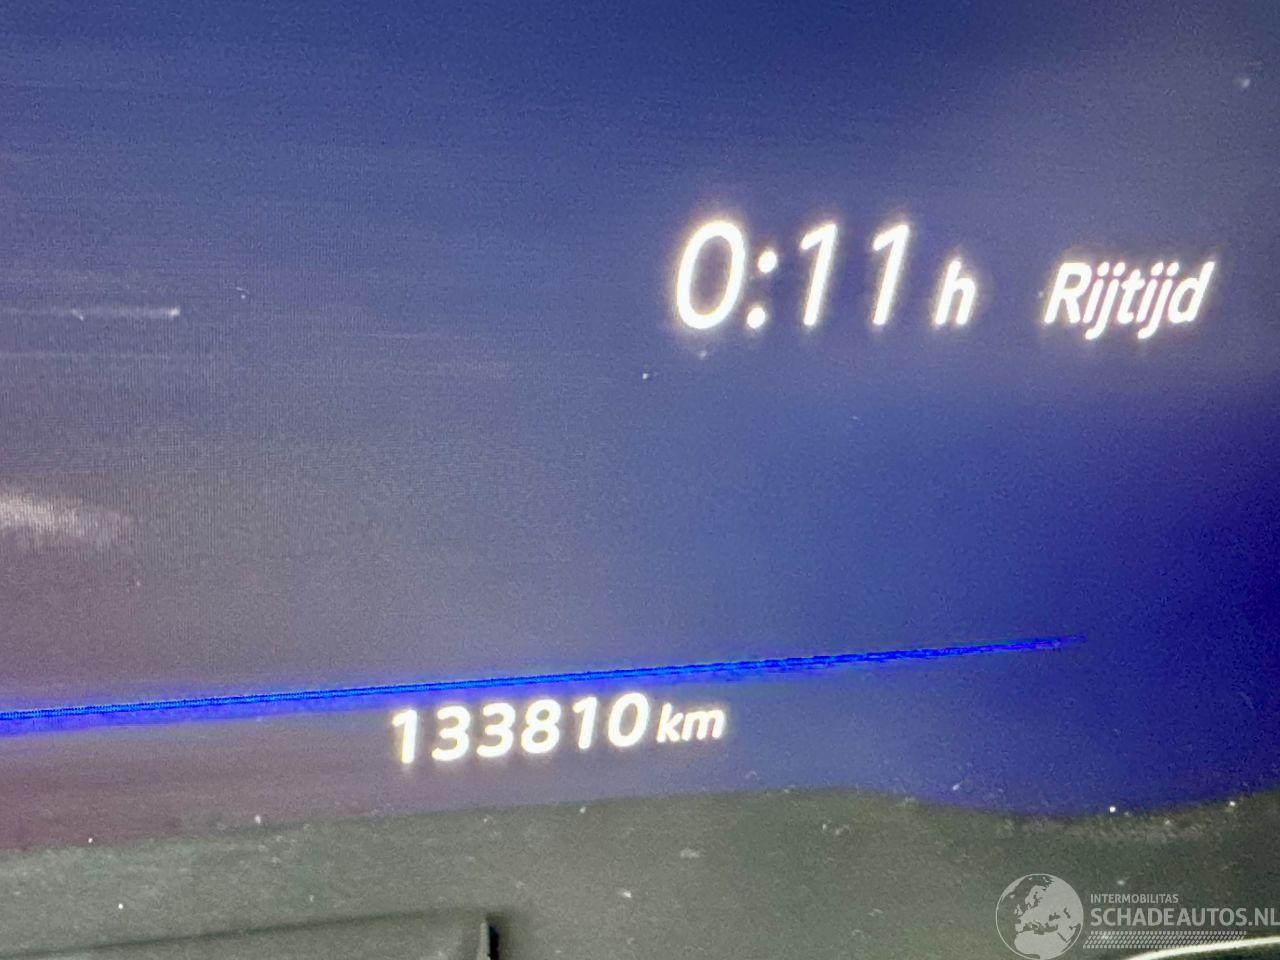 0:11 h Rijtijd
133810 km
INTERMOBILITAS
SCHADEAUTOS.NL